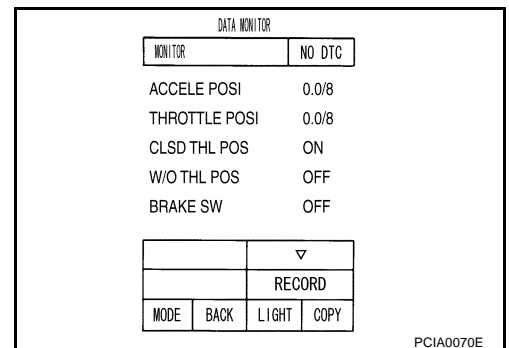 DATA MONITOR
MONITOR NO DTC
ACCELE POSI 0.0/8
THROTTLE POSI 0.0/8
CLSD THL POS ON
W/O THL POS OFF
BRAKE SW OFF
▽
RECORD
MODE BACK LIGHT COPY
PCIA0070E